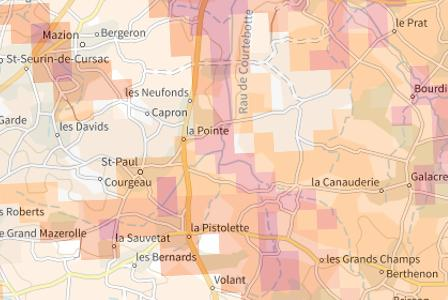 le Prat
Mazion
Bergeron
St-Seurin-de-Cursac
Rau de Courtebotte
Bourdi
les Neufonds
Capron
Garde
les Davids
la Pointe
St-Paul
Courgeau
la Canauderie
Galacre
s Roberts
e Grand Mazerolle
la Pistolette
la Sauvetat
les Bernards
les Grands Champs
Berthenon
Volant